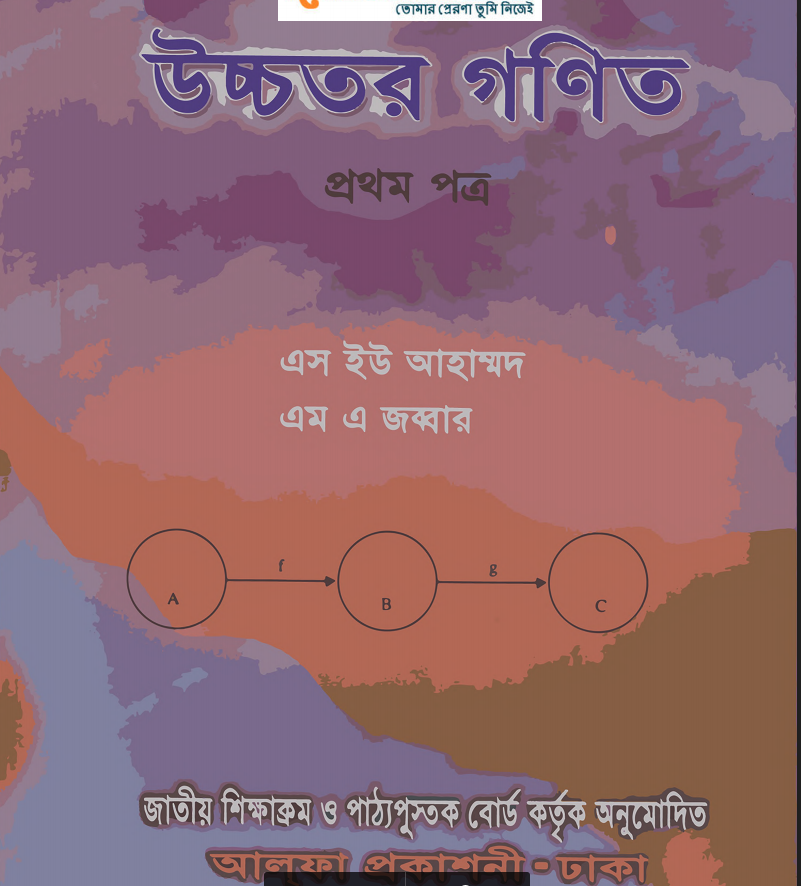 তোমার প্রেরণা তুমি নিজেই
উচ্চতর গণিত
প্রথম পত্র
এস ইউ আহাম্মদ
এম এ জব্বার
f
g
A
B
C
জাতীয় শিক্ষাক্রম ও পাঠ্যপুস্তক বোর্ড কর্তৃক অনুমোদিত
আল্‌ফা প্রকাশনী • ঢাকা